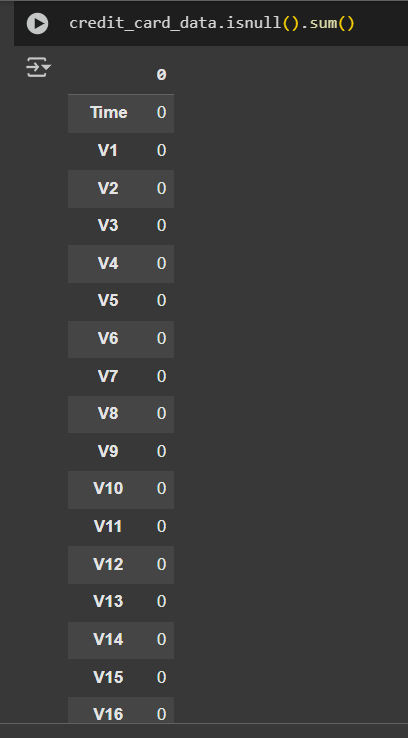 credit_card_data.isnull().sum()
0
Time 0
V1 0
V2 0
V3 0
V4 0
V5 0
V6 0
V7 0
V8 0
V9 0
V10 0
V11 0
V12 0
V13 0
V14 0
V15 0
V16 0